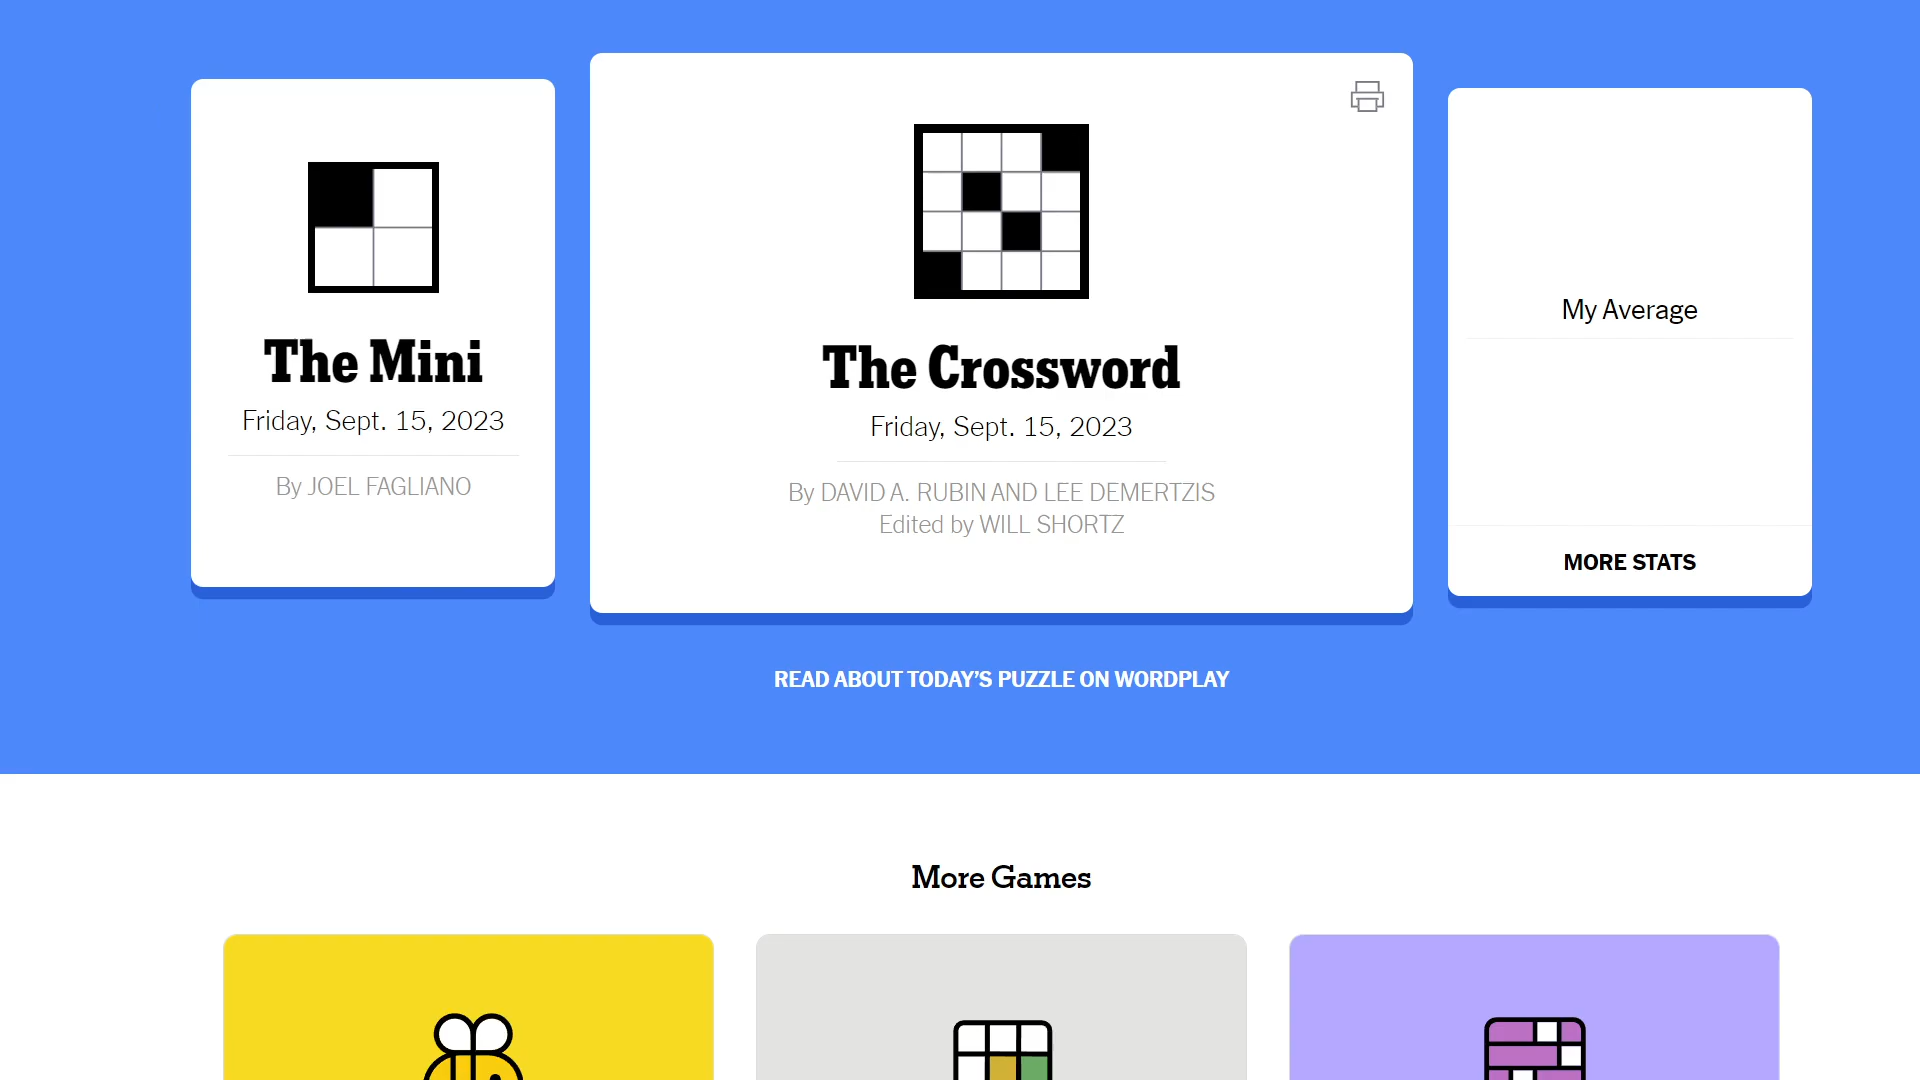 The Mini
Friday, Sept. 15, 2023
By JOEL FAGLIANO
The Crossword
Friday, Sept. 15, 2023
By DAVID A. RUBIN AND LEE DEMERTZIS
Edited by WILL SHORTZ
My Average
MORE STATS
READ ABOUT TODAY’S PUZZLE ON WORDPLAY
More Games